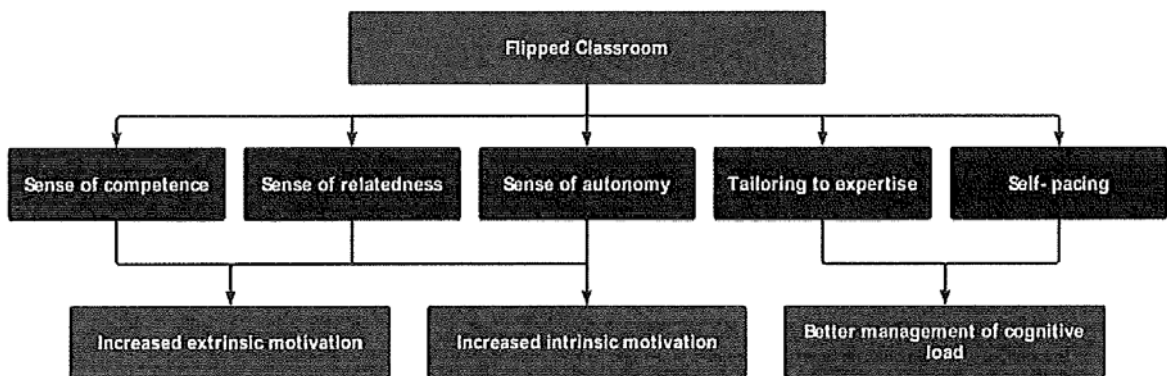 Flipped Classroom
Sense of competence
Sense of relatedness
Sense of autonomy
Tailoring to expertise
Self- pacing
Increased extrinsic motivation
Increased intrinsic motivation
Better management of cognitive
load